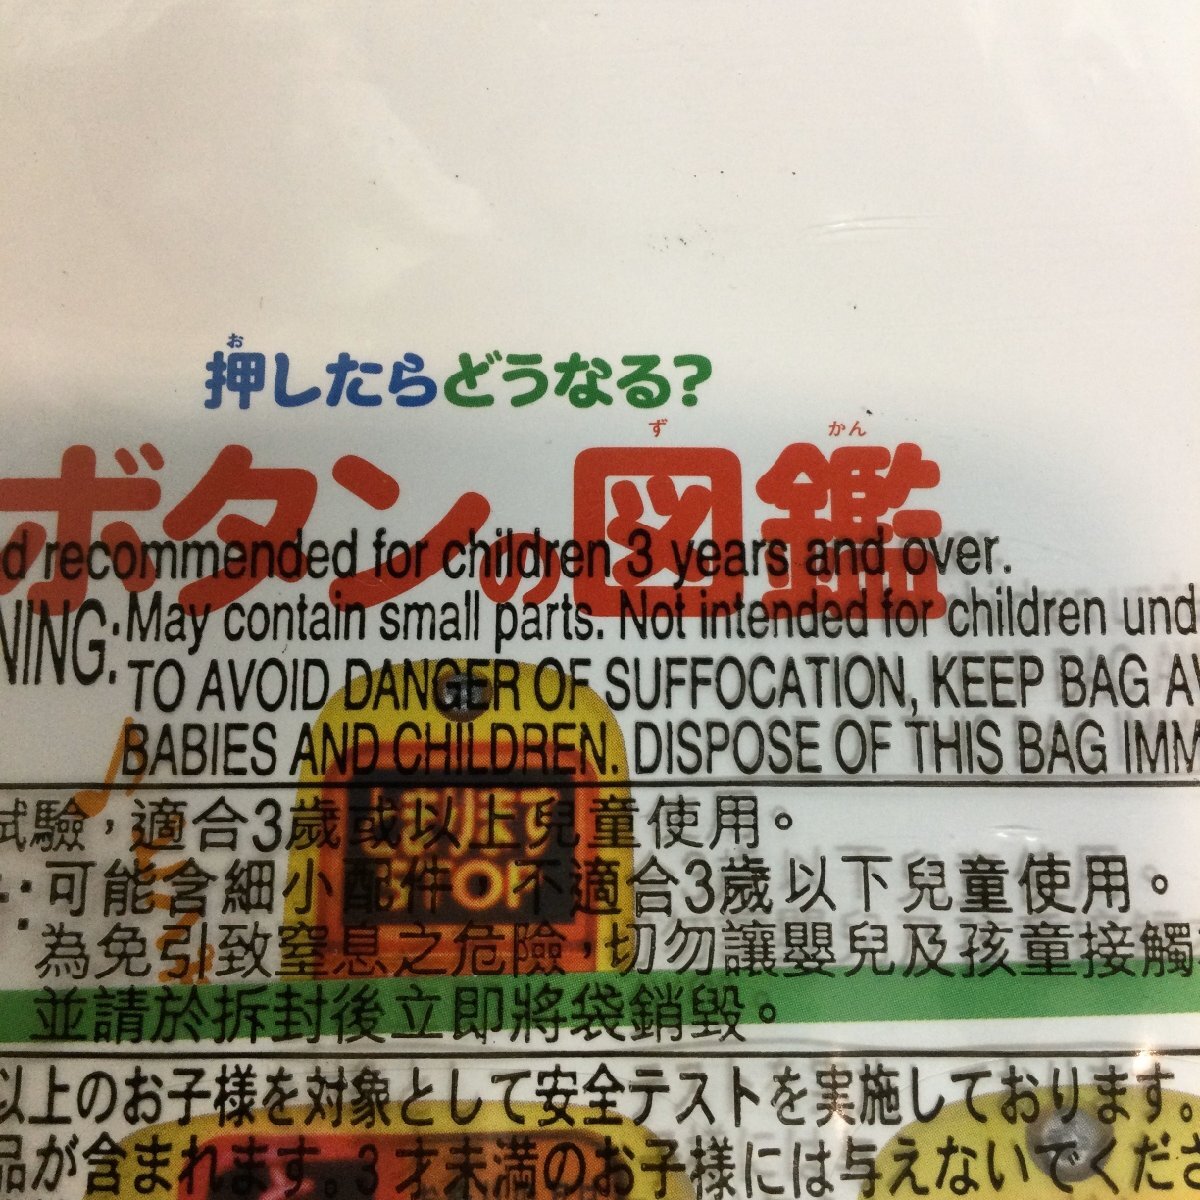 お
押したらどうなる?
ず かん
ボタンの図鑑
d recommended for children 3 years and over.
NING: May contain small parts. Not intended for children und
TO AVOID DANGER OF SUFFOCATION, KEEP BAG AW
BABIES AND CHILDREN. DISPOSE OF THIS BAG IMM
試驗，適合3歲或以上兒童使用。
：可能含細小配件，不適合3歲以下兒童使用。
：為免引致窒息之危險，切勿讓嬰兒及孩童接觸
並請於拆封後立即將袋銷毀。
STOP
以上のお子様を対象として安全テストを実施しております。
品が含まれます。3才未満のお子様には与えないでくださ